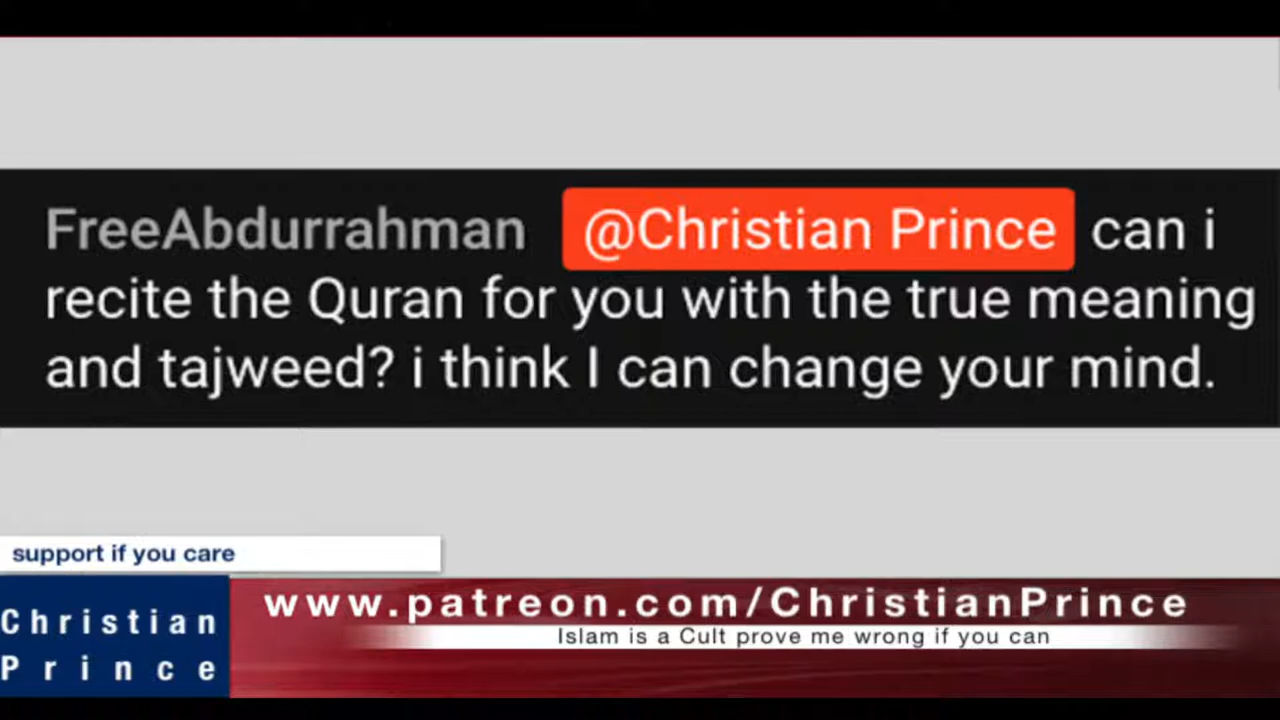 FreeAbdurrahman @Christian Prince can i
recite the Quran for you with the true meaning
and tajweed? i think I can change your mind.
support if you care
Christian
Prince
www.patreon.com/ChristianPrince
Islam is a Cult prove me wrong if you can